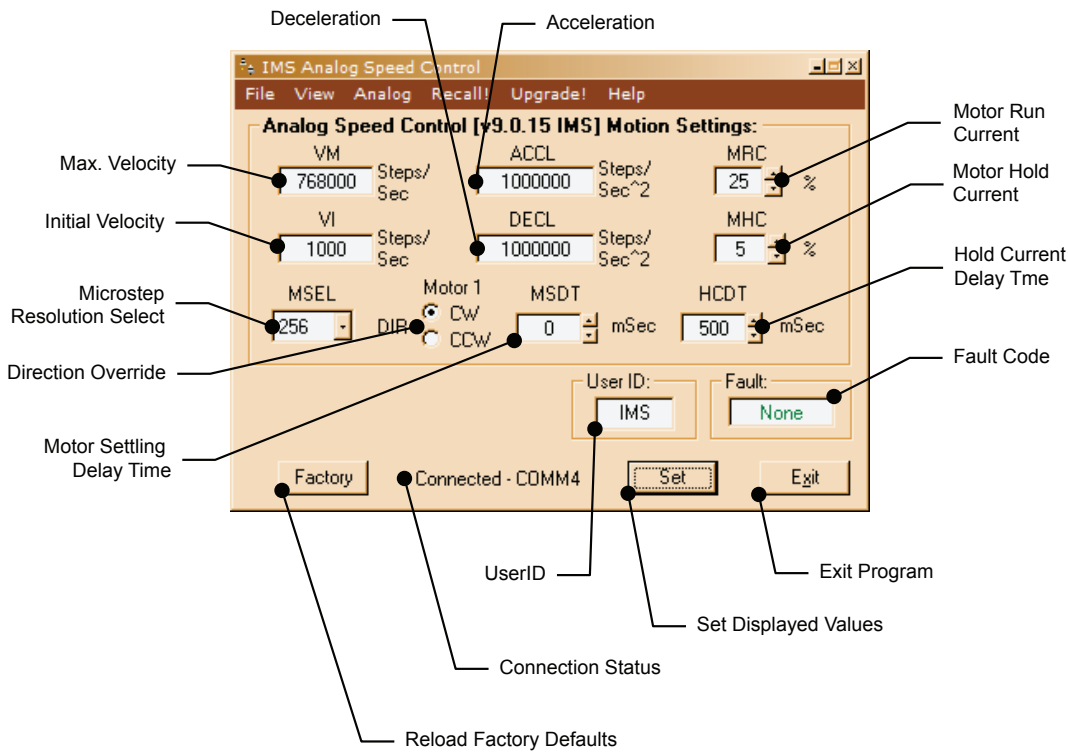 Deceleration
Acceleration
IMS Analog Speed Control
File View Analog Recall! Upgrade! Help
Analog Speed Control [v9.0.15 IMS] Motion Settings:
Motor Run
Current
Max. Velocity
VM
768000
Steps/
Sec
ACCL
1000000
Steps/
Sec^2
MRC
25
%
Motor Hold
Current
Initial Velocity
VI
1000
Steps/
Sec
DECL
1000000
Steps/
Sec^2
MHC
5
%
Hold Current
Delay Tme
Microstep
Resolution Select
MSEL
256
DIR
Motor 1
CW
CCW
MSDT
0
mSec
HCDT
500
mSec
Direction Override
Fault Code
User ID:
IMS
Fault:
None
Motor Settling
Delay Time
Factory
Connected - COMM4
Set
Exit
UserID
Exit Program
Set Displayed Values
Connection Status
Reload Factory Defaults